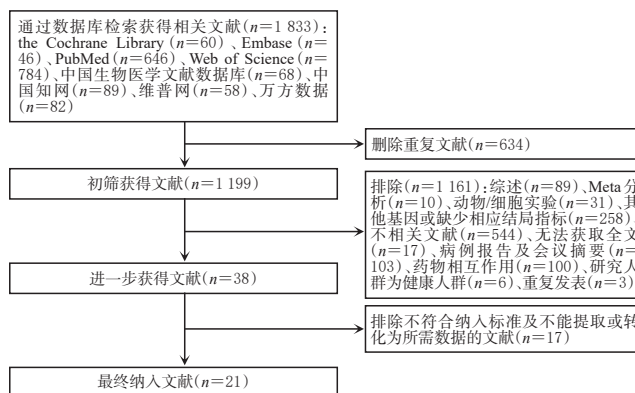 通过数据库检索获得相关文献(n=1 833):
the Cochrane Library(n=60)、Embase(n=
46)、PubMed(n=646)、Web of Science(n=
784)、中国生物医学文献数据库(n=68)、中
国知网(n=89)、维普网(n=58)、万方数据
(n=82)
删除重复文献(n=634)
初筛获得文献(n=1 199)
排除(n=1 161):综述(n=89)、Meta分
析(n=10)、动物/细胞实验(n=31)、其
他基因或缺少相应结局指标(n=258)
不相关文献(n=544)、无法获取全文
(n=17)、病例报告及会议摘要(n=
103)、药物相互作用(n=100)、研究人
群为健康人群(n=6)、重复发表(n=3)
进一步获得文献(n=38)
排除不符合纳入标准及不能提取或转
化为所需数据的文献(n=17)
最终纳入文献(n=21)